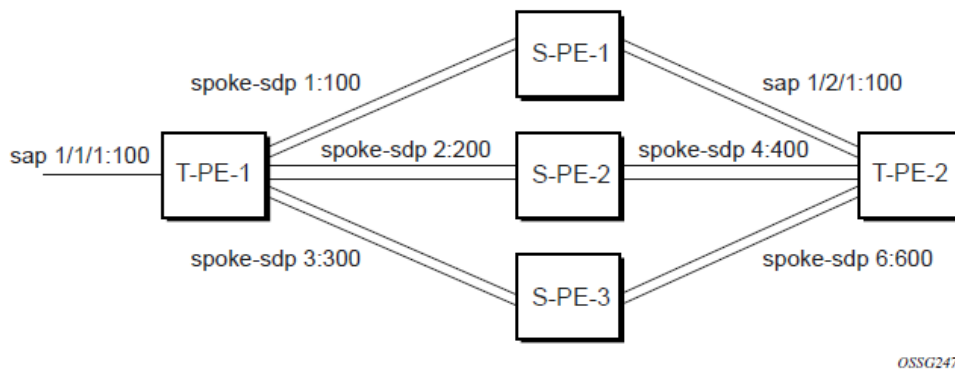 S-PE-1
spoke-sdp 1:100
sap 1/2/1:100
sap 1/1/1:100
T-PE-1
spoke-sdp 2:200
S-PE-2
spoke-sdp 4:400
T-PE-2
spoke-sdp 3:300
S-PE-3
spoke-sdp 6:600
OSSG247